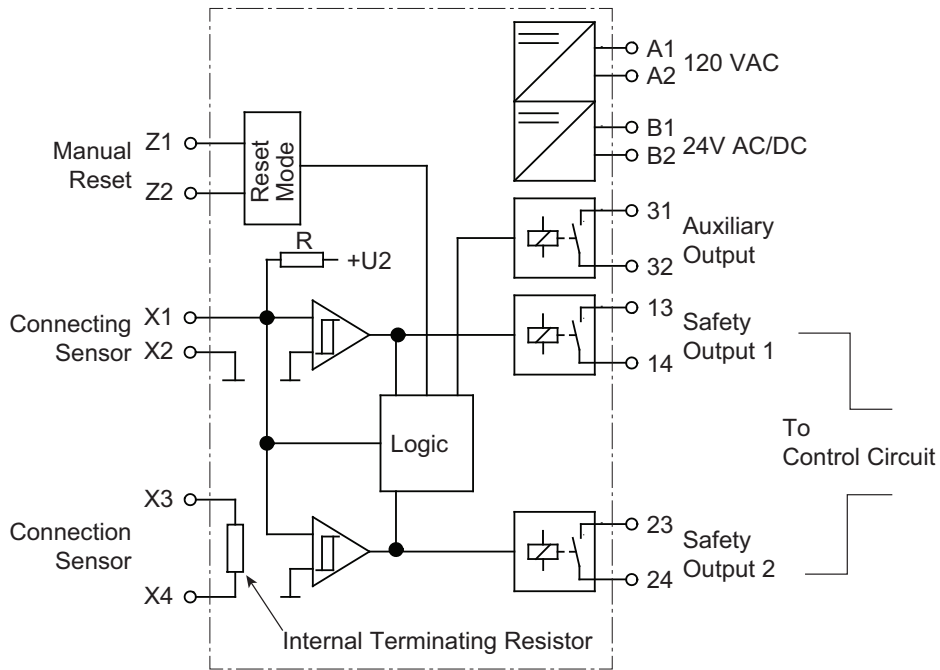 A1
A2
120 VAC
B1
B2
24V AC/DC
Manual
Reset
Z1
Z2
Reset
Mode
31
32
Auxiliary
Output
R
+U2
Connecting
Sensor
X1
X2
13
14
Safety
Output 1
Logic
To
Control Circuit
Connection
Sensor
X3
X4
23
24
Safety
Output 2
Internal Terminating Resistor